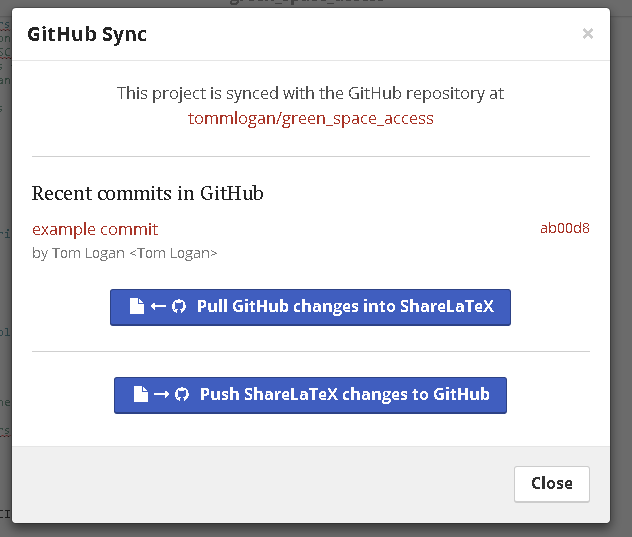 green_space_access
GitHub Sync
×
This project is synced with the GitHub repository at
tommlogan/green_space_access
Recent commits in GitHub
example commit
ab00d8
by Tom Logan <Tom Logan>
Pull GitHub changes into ShareLaTeX
Push ShareLaTeX changes to GitHub
Close